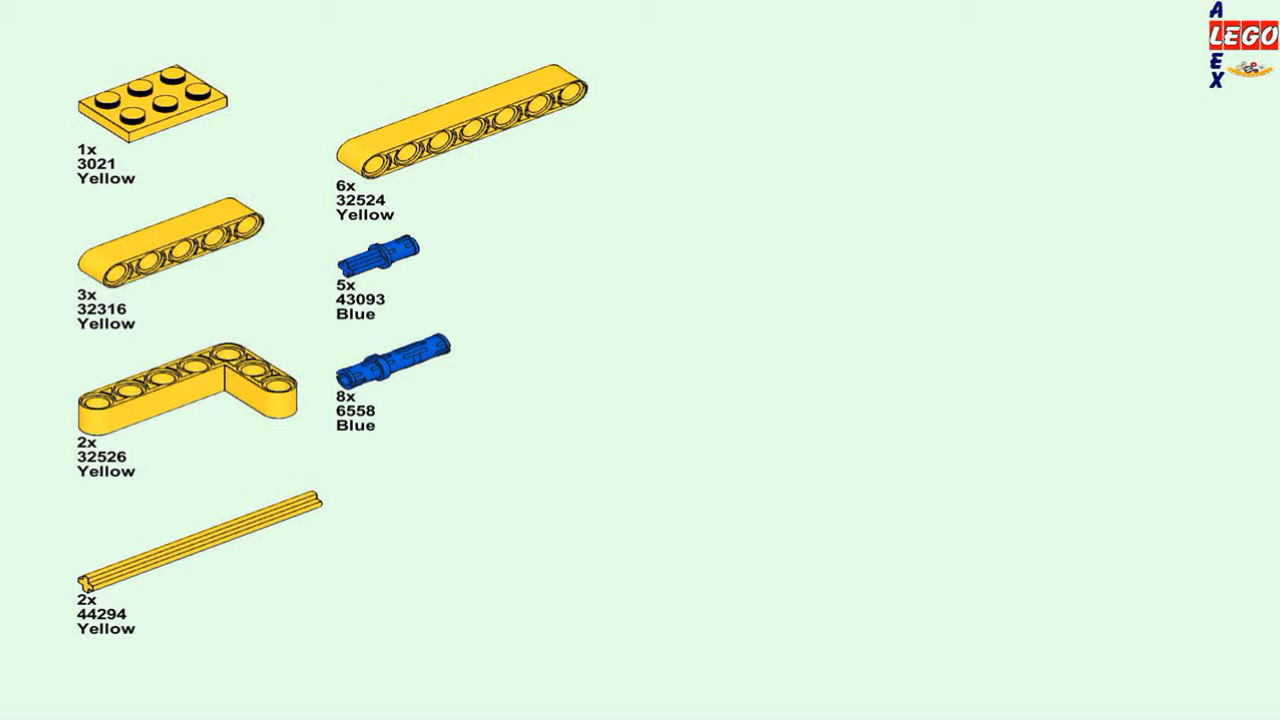 1x
3021
Yellow
3x
32316
Yellow
2x
32526
Yellow
2x
44294
Yellow
6x
32524
Yellow
5x
43093
Blue
8x
6558
Blue
A
LEGO
E
X